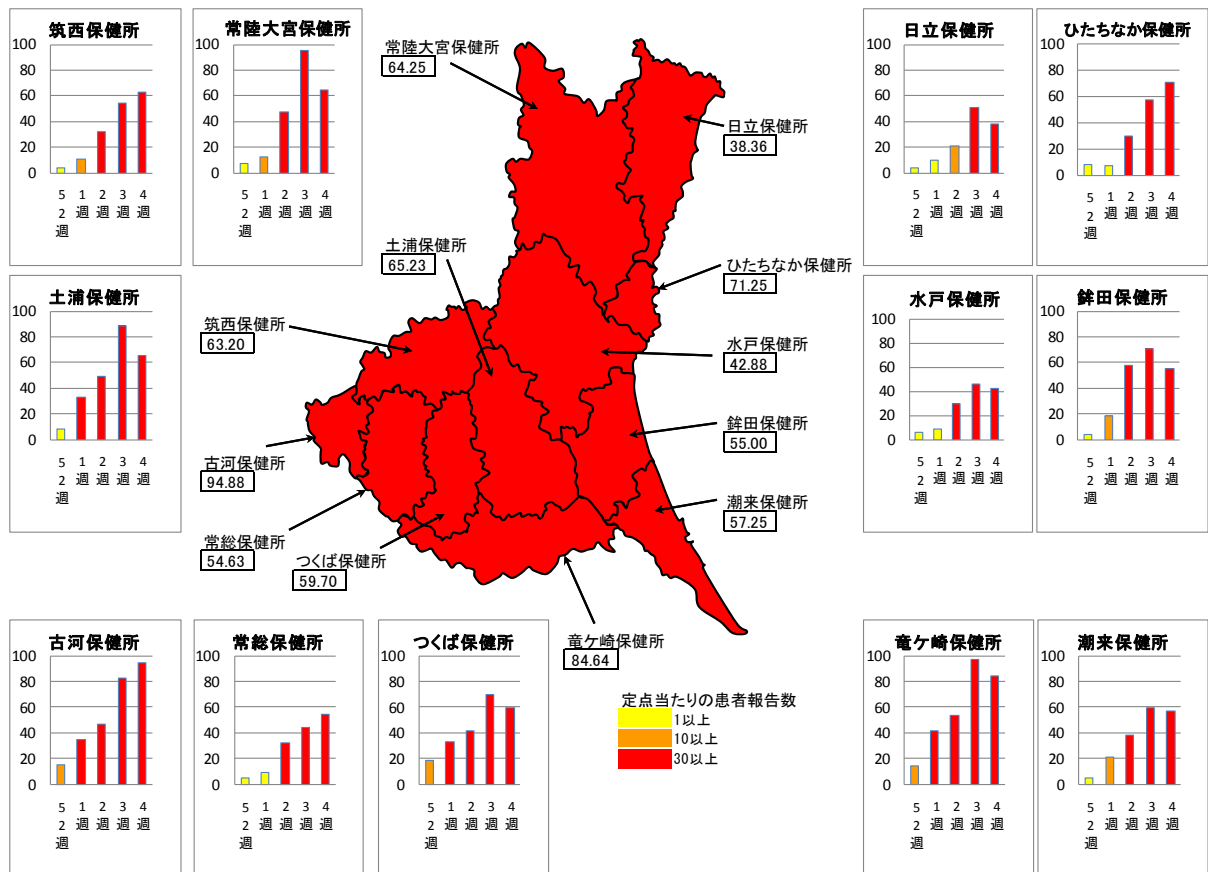 筑西保健所
100
80
60
40
20
0
52週
1週
2週
3週
4週
常陸大宮保健所
100
80
60
40
20
0
52週
1週
2週
3週
4週
日立保健所
100
80
60
40
20
0
52週
1週
2週
3週
4週
ひたちなか保健所
100
80
60
40
20
0
52週
1週
2週
3週
4週
常陸大宮保健所
64.25
日立保健所
38.36
土浦保健所
65.23
ひたちなか保健所
71.25
筑西保健所
63.20
水戸保健所
42.88
鉾田保健所
55.00
古河保健所
94.88
潮来保健所
57.25
常総保健所
54.63
つくば保健所
59.70
竜ケ崎保健所
84.64
土浦保健所
100
80
60
40
20
0
52週
1週
2週
3週
4週
水戸保健所
100
80
60
40
20
0
52週
1週
2週
3週
4週
鉾田保健所
100
80
60
40
20
0
52週
1週
2週
3週
4週
古河保健所
100
80
60
40
20
0
52週
1週
2週
3週
4週
常総保健所
100
80
60
40
20
0
52週
1週
2週
3週
4週
つくば保健所
100
80
60
40
20
0
52週
1週
2週
3週
4週
定点当たりの患者報告数
1以上
10以上
30以上
竜ケ崎保健所
100
80
60
40
20
0
52週
1週
2週
3週
4週
潮来保健所
100
80
60
40
20
0
52週
1週
2週
3週
4週